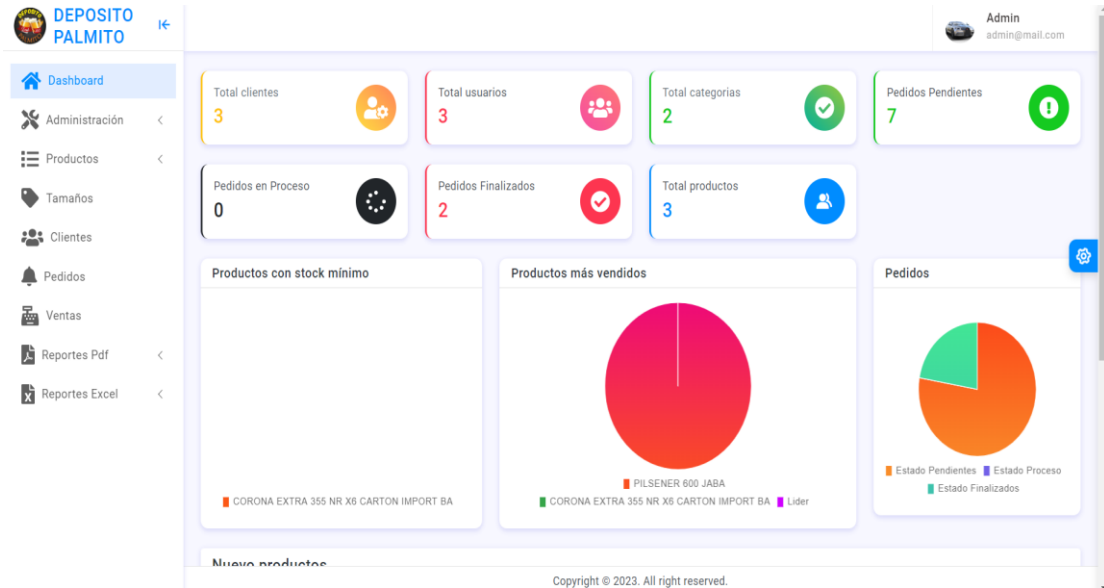 DEPOSITO
PALMITO
Admin
admin@mail.com
Dashboard
Administración
Productos
Tamaños
Clientes
Pedidos
Ventas
Reportes Pdf
Reportes Excel
Total clientes
3
Total usuarios
3
Total categorias
2
Pedidos Pendientes
7
Pedidos en Proceso
0
Pedidos Finalizados
2
Total productos
3
Productos con stock mínimo
CORONA EXTRA 355 NR X6 CARTON IMPORT BA
Productos más vendidos
PILSENER 600 JABA
CORONA EXTRA 355 NR X6 CARTON IMPORT BA Lider
Pedidos
Estado Pendientes Estado Proceso
Estado Finalizados
Nuevo productos
Copyright © 2023. All right reserved.